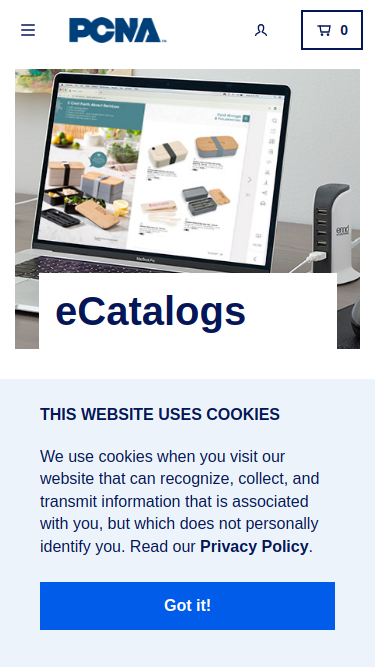 PCNA
0
eCatalogs
THIS WEBSITE USES COOKIES
We use cookies when you visit our
website that can recognize, collect, and
transmit information that is associated
with you, but which does not personally
identify you. Read our Privacy Policy.
Got it!